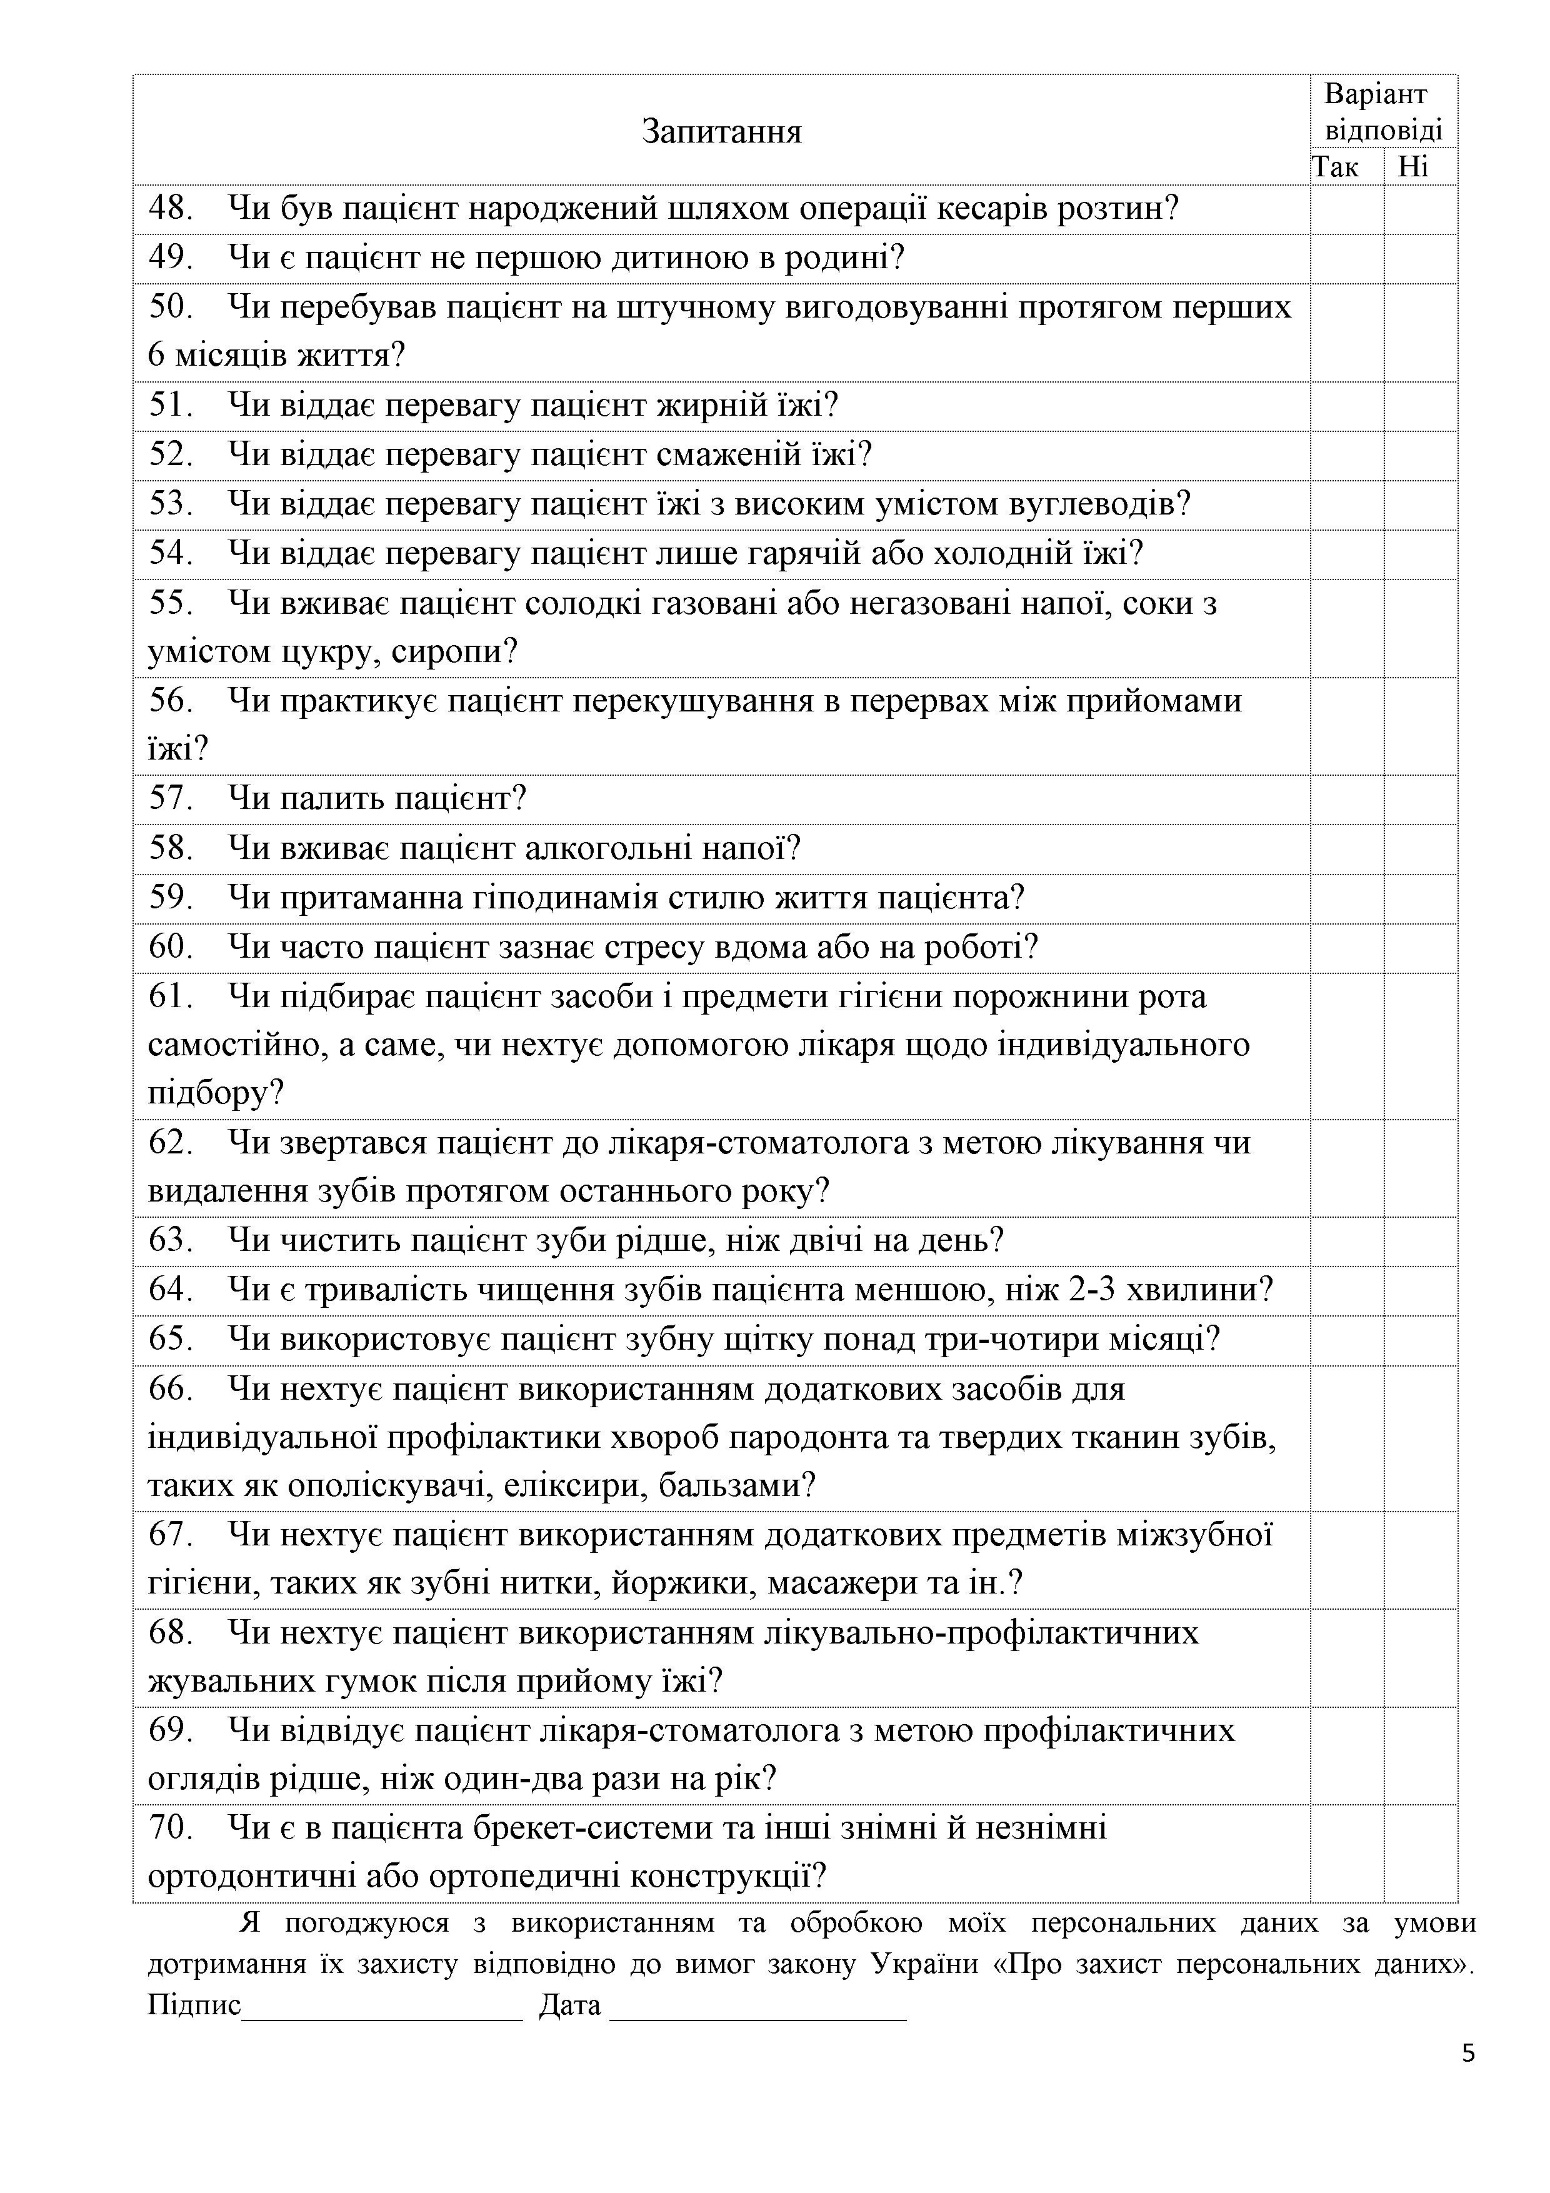 Запитання
Варіант
відповіді
Так Ні
48. Чи був пацієнт народжений шляхом операції кесарів розтин?
49. Чи є пацієнт не першою дитиною в родині?
50. Чи перебував пацієнт на штучному вигодовуванні протягом перших
6 місяців життя?
51. Чи віддає перевагу пацієнт жирній їжі?
52. Чи віддає перевагу пацієнт смаженій їжі?
53. Чи віддає перевагу пацієнт їжі з високим умістом вуглеводів?
54. Чи віддає перевагу пацієнт лише гарячій або холодній їжі?
55. Чи вживає пацієнт солодкі газовані або негазовані напої, соки з
умістом цукру, сиропи?
56. Чи практикує пацієнт перекушування в перервах між прийомами
їжі?
57. Чи палить пацієнт?
58. Чи вживає пацієнт алкогольні напої?
59. Чи притаманна гіподинамія стилю життя пацієнта?
60. Чи часто пацієнт зазнає стресу вдома або на роботі?
61. Чи підбирає пацієнт засоби і предмети гігієни порожнини рота
самостійно, а саме, чи нехтує допомогою лікаря щодо індивідуального
підбору?
62. Чи звертався пацієнт до лікаря-стоматолога з метою лікування чи
видалення зубів протягом останнього року?
63. Чи чистить пацієнт зуби рідше, ніж двічі на день?
64. Чи є тривалість чищення зубів пацієнта меншою, ніж 2-3 хвилини?
65. Чи використовує пацієнт зубну щітку понад три-чотири місяці?
66. Чи нехтує пацієнт використанням додаткових засобів для
індивідуальної профілактики хвороб пародонта та твердих тканин зубів,
таких як ополіскувачі, еліксири, бальзами?
67. Чи нехтує пацієнт використанням додаткових предметів міжзубної
гігієни, таких як зубні нитки, йоржики, масажери та ін.?
68. Чи нехтує пацієнт використанням лікувально-профілактичних
жувальних гумок після прийому їжі?
69. Чи відвідує пацієнт лікаря-стоматолога з метою профілактичних
оглядів рідше, ніж один-два рази на рік?
70. Чи є в пацієнта брекет-системи та інші знімні й незнімні
ортодонтичні або ортопедичні конструкції?
Я погоджуюся з використанням та обробкою моїх персональних даних за умови
дотримання їх захисту відповідно до вимог закону України «Про захист персональних даних».
Підпис_________________ Дата __________________
5